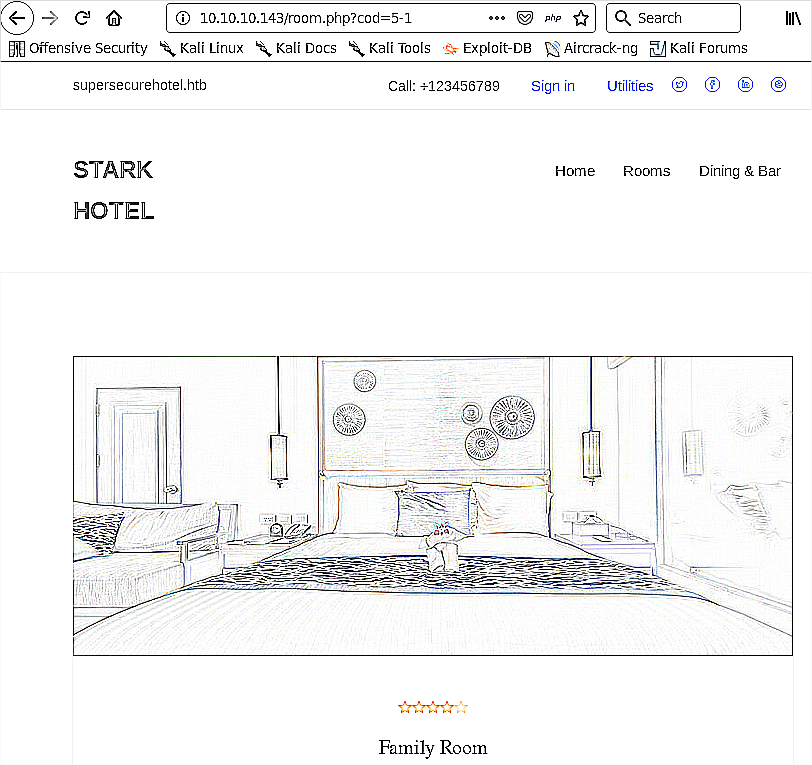 10.10.10.143/room.php?cod=5-1
php
Search
Offensive Security
Kali Linux
Kali Docs
Kali Tools
Exploit-DB
Aircrack-ng
Kali Forums
supersecurehotel.htb
Call: +123456789
Sign in
Utilities
STARK
HOTEL
Home
Rooms
Dining & Bar
Family Room